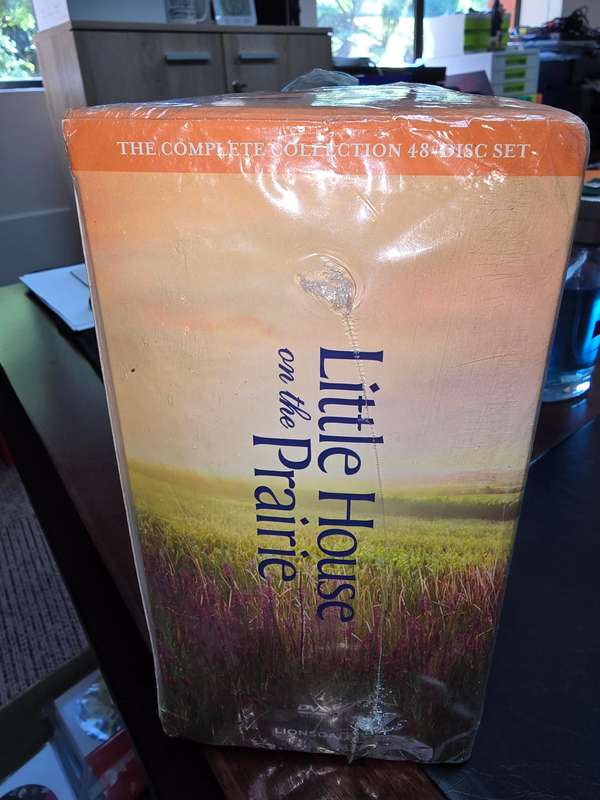 THE COMPLETE COLLECTION 48-DISC SET
Little House
on the
Prairie